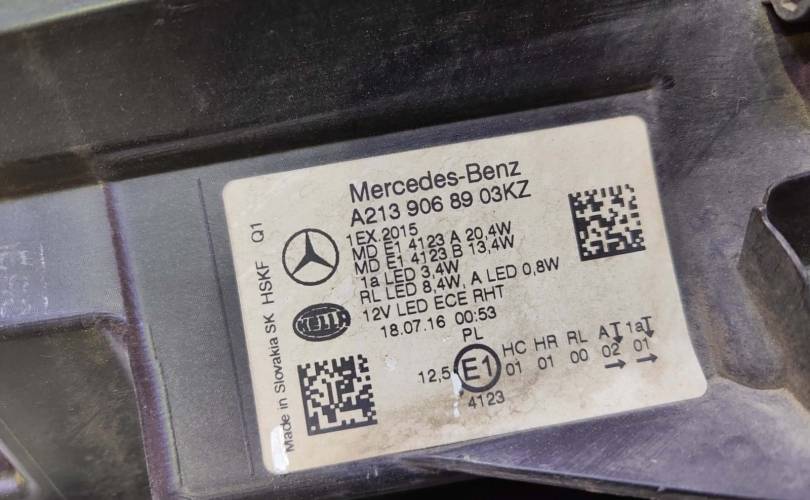 Mercedes-Benz
A213 906 89 03KZ
1EX.2015
MD E1 4123 A 20,4W
MD E1 4123 B 13,4W
1a LED 3,4W
RL LED 8,4W, A LED 0,8W
12V LED ECE RHT
18.07.16 00:53
PL
HC HR RL AT 1aT
12,5 E1 01 01 00 02 01
4123
Made in Slovakia SK HSKF Q1
HELLA